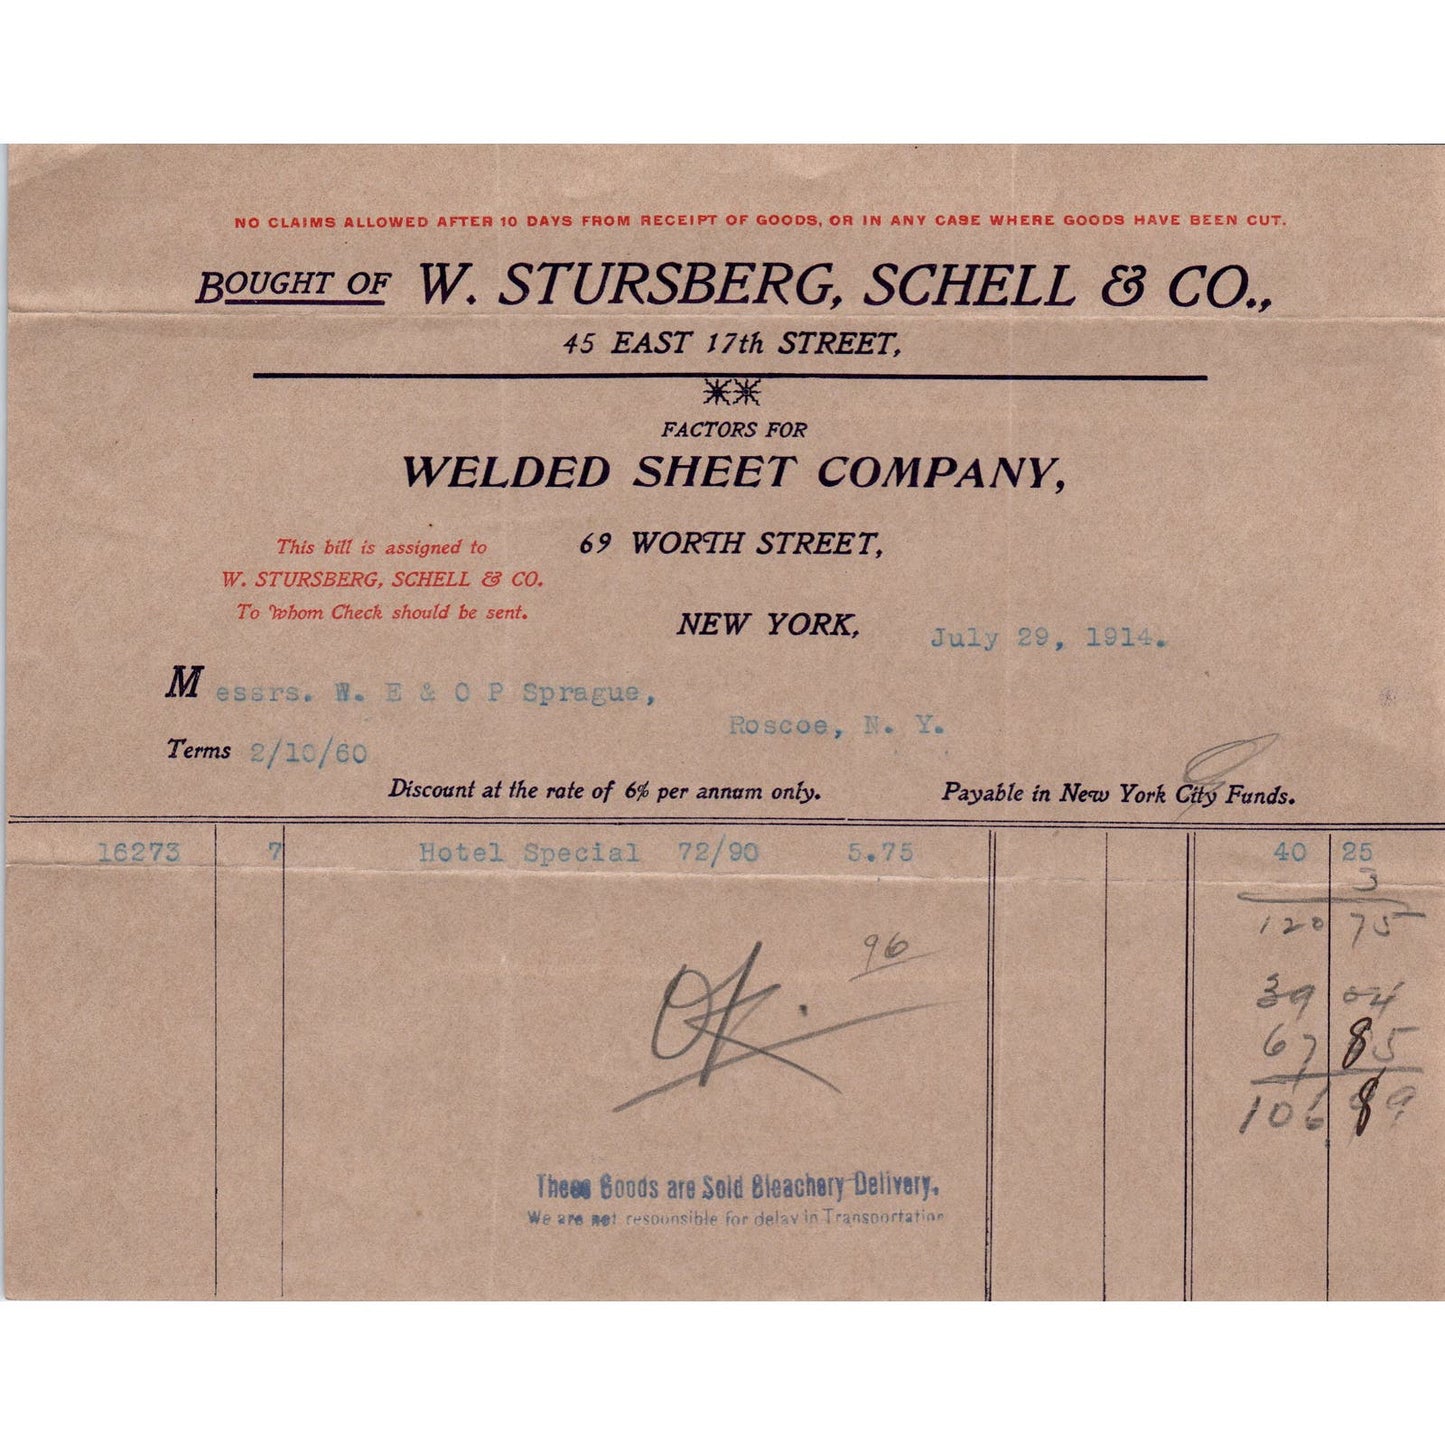 NO CLAIMS ALLOWED AFTER 10 DAYS FROM RECEIPT OF GOODS, OR IN ANY CASE WHERE GOODS HAVE BEEN CUT.
BOUGHT OF W. STURSBERG, SCHELL & CO.,
45 EAST 17th STREET,
FACTORS FOR
WELDED SHEET COMPANY,
69 WORTH STREET,
This bill is assigned to
W. STURSBERG, SCHELL & CO.
To Whom Check should be sent.
NEW YORK, July 29, 1914.
Messrs. W. E & O P Sprague,
Roscoe, N. Y.
Terms 2/10/60
Discount at the rate of 6% per annum only. Payable in New York City Funds.
16273 7 Hotel Special 72/90 5.75 40 25
3
120 75
96
OK.
39 04
67 85
106 89
These Goods are Sold Bleachery Delivery.
We are not responsible for delay in Transportation